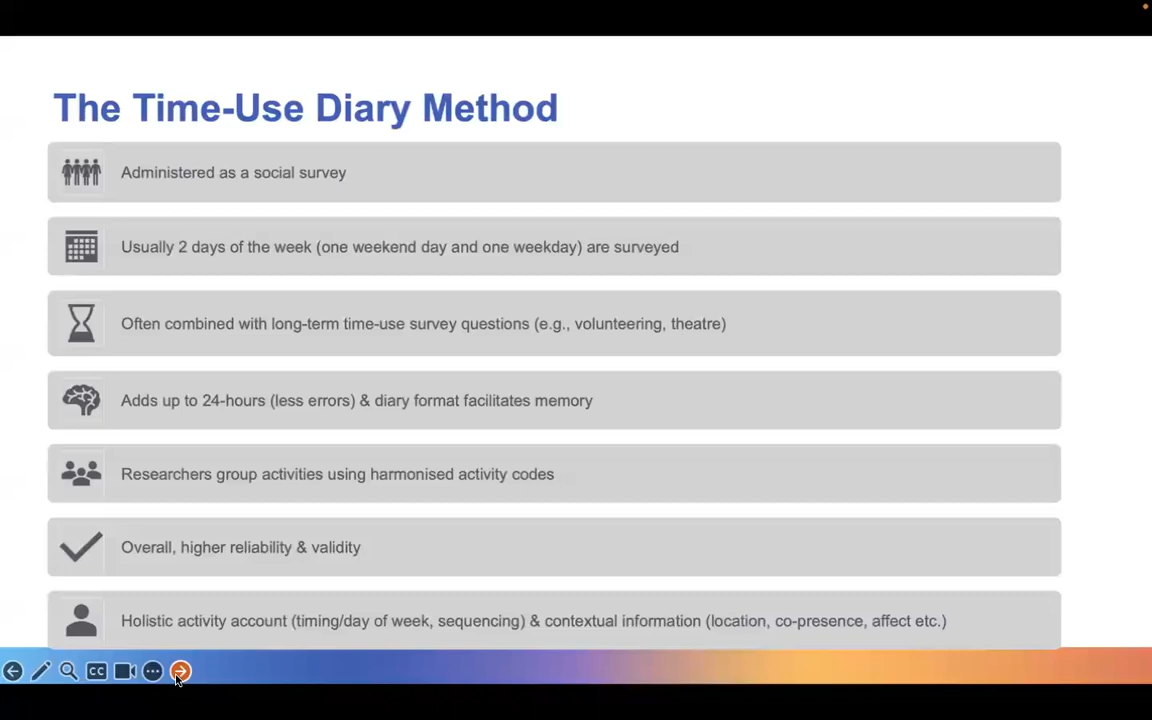 The Time-Use Diary Method
Administered as a social survey
Usually 2 days of the week (one weekend day and one weekday) are surveyed
Often combined with long-term time-use survey questions (e.g., volunteering, theatre)
Adds up to 24-hours (less errors) & diary format facilitates memory
Researchers group activities using harmonised activity codes
Overall, higher reliability & validity
Holistic activity account (timing/day of week, sequencing) & contextual information (location, co-presence, affect etc.)
CC